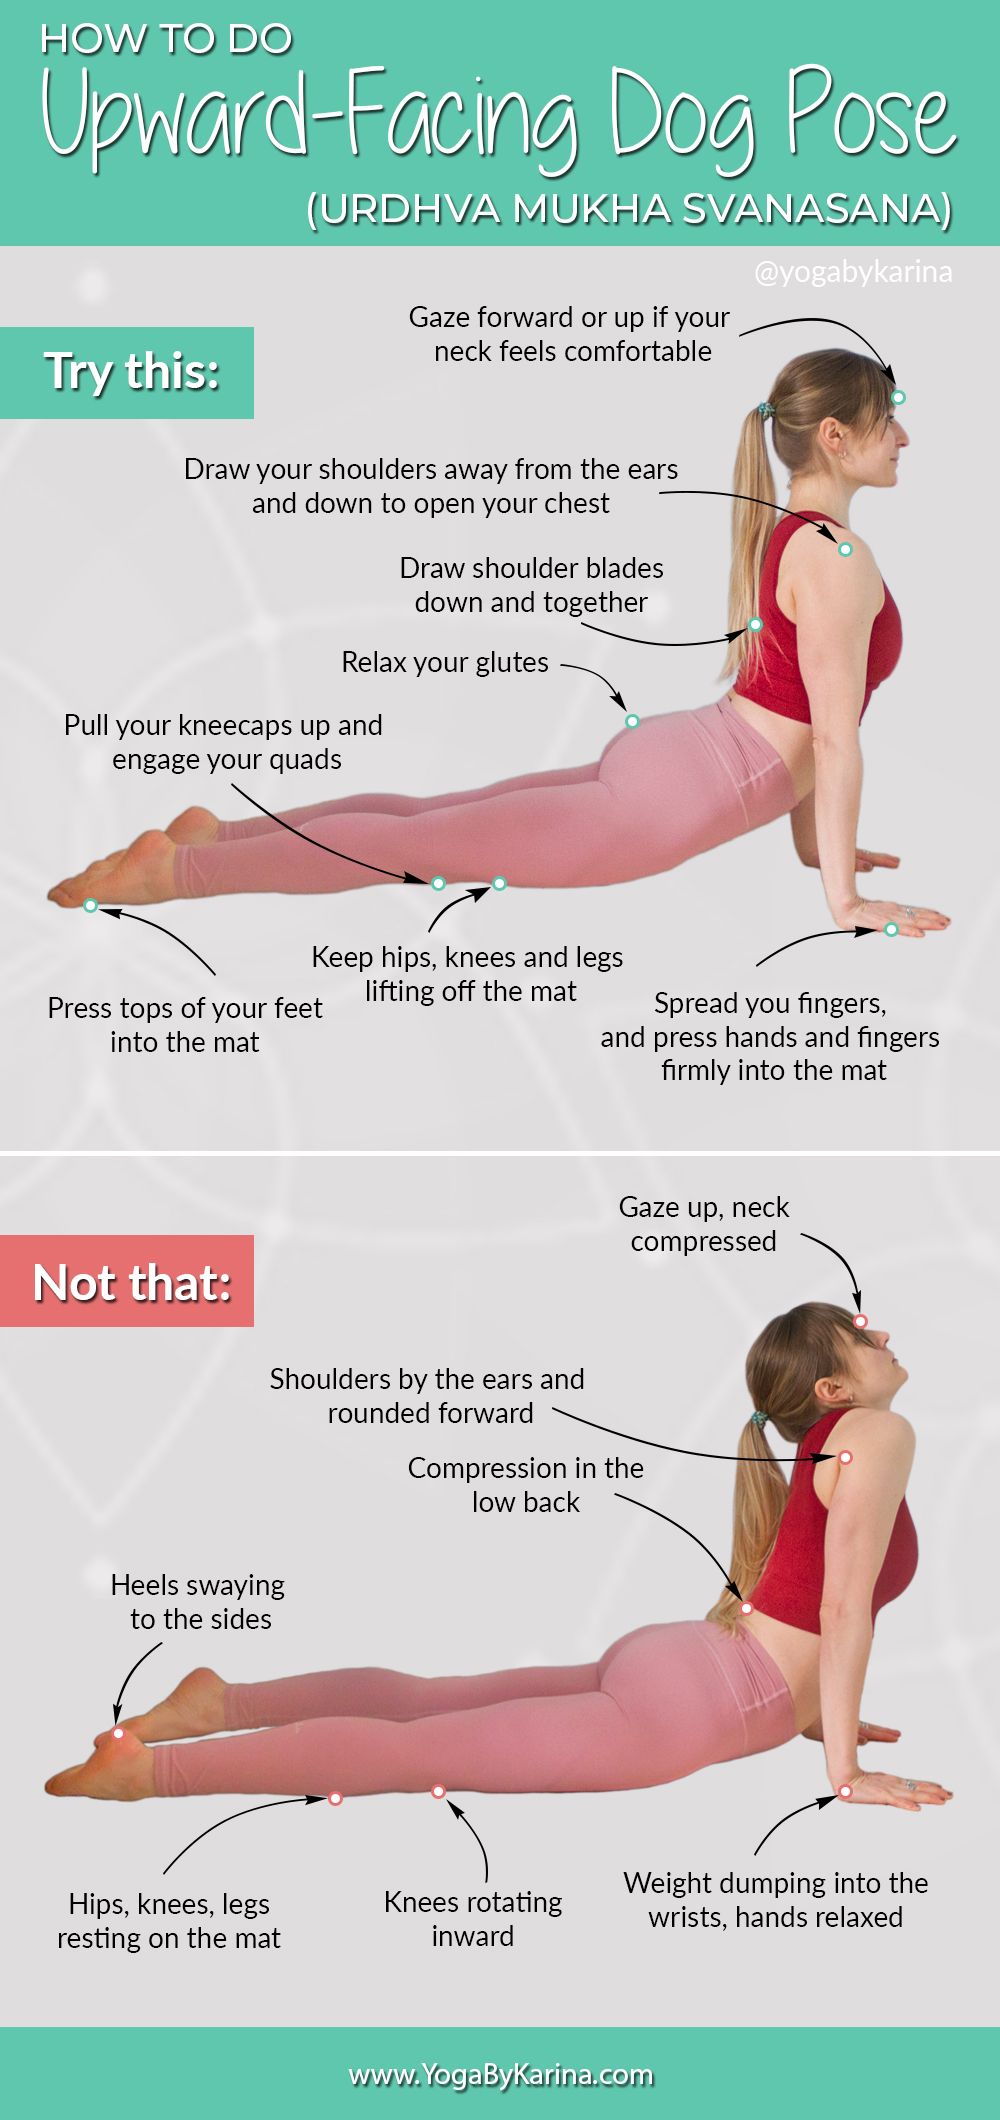 HOW TO DO
Upward-Facing Dog Pose
(URDHVA MUKHA SVANASANA)
@yogabykarina
Try this:
Gaze forward or up if your
neck feels comfortable
Draw your shoulders away from the ears
and down to open your chest
Draw shoulder blades
down and together
Relax your glutes
Pull your kneecaps up and
engage your quads
Keep hips, knees and legs
lifting off the mat
Press tops of your feet
into the mat
Spread you fingers,
and press hands and fingers
firmly into the mat
Not that:
Gaze up, neck
compressed
Shoulders by the ears and
rounded forward
Compression in the
low back
Heels swaying
to the sides
Hips, knees, legs
resting on the mat
Knees rotating
inward
Weight dumping into the
wrists, hands relaxed
www.YogaByKarina.com